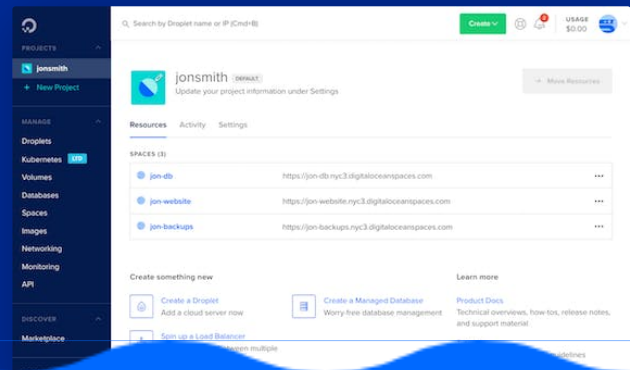 Search by Droplet name or IP (Cmd+B)
Create
USAGE
$0.00
PROJECTS
jonsmith
+ New Project
MANAGE
Droplets
Kubernetes LTD
Volumes
Databases
Spaces
Images
Networking
Monitoring
API
DISCOVER
Marketplace
jonsmith DEFAULT
Update your project information under Settings
→ Move Resources
Resources Activity Settings
SPACES (3)
jon-db https://jon-db.nyc3.digitaloceanspaces.com ...
jon-website https://jon-website.nyc3.digitaloceanspaces.com ...
jon-backups https://jon-backups.nyc3.digitaloceanspaces.com ...
Create something new
Create a Droplet
Add a cloud server now
Create a Managed Database
Worry-free database management
Spin up a Load Balancer
multiple
Learn more
Product Docs
Technical overviews, how-tos, release notes,
and support material